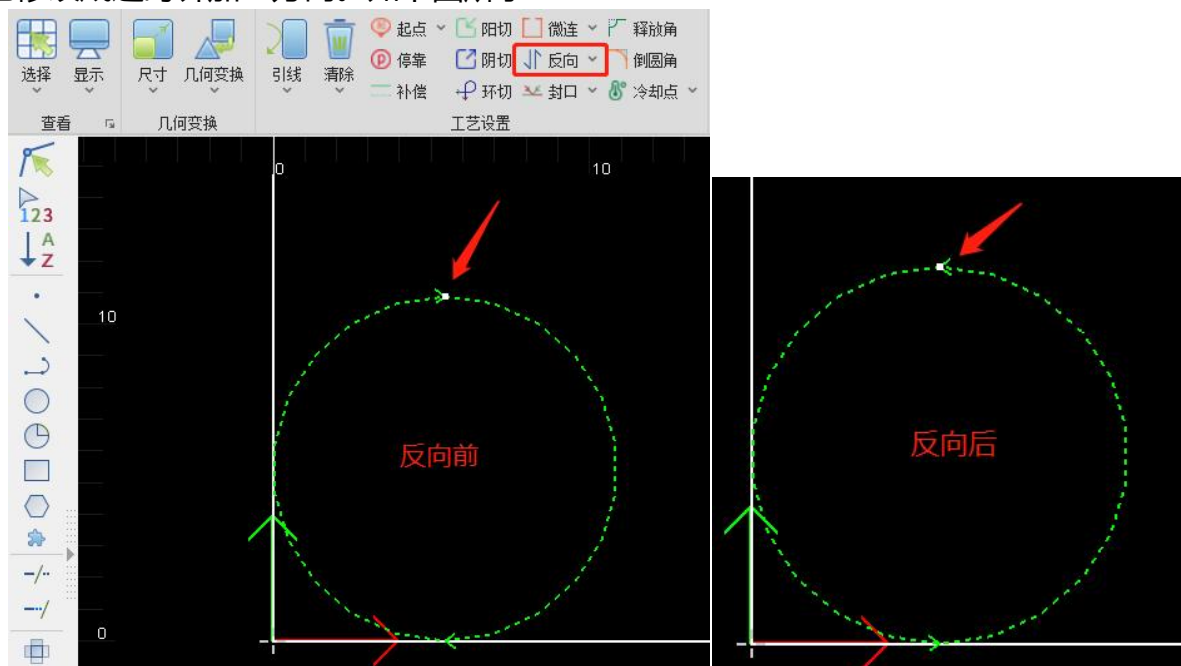 起点 阳切 微连 释放角
选择 显示 尺寸 几何变换 引线 清除 停靠 阴切 反向 倒圆角
补偿 环切 封口 冷却点
查看 几何变换 工艺设置
0 10
123
A
Z
10
反向前
反向后
0